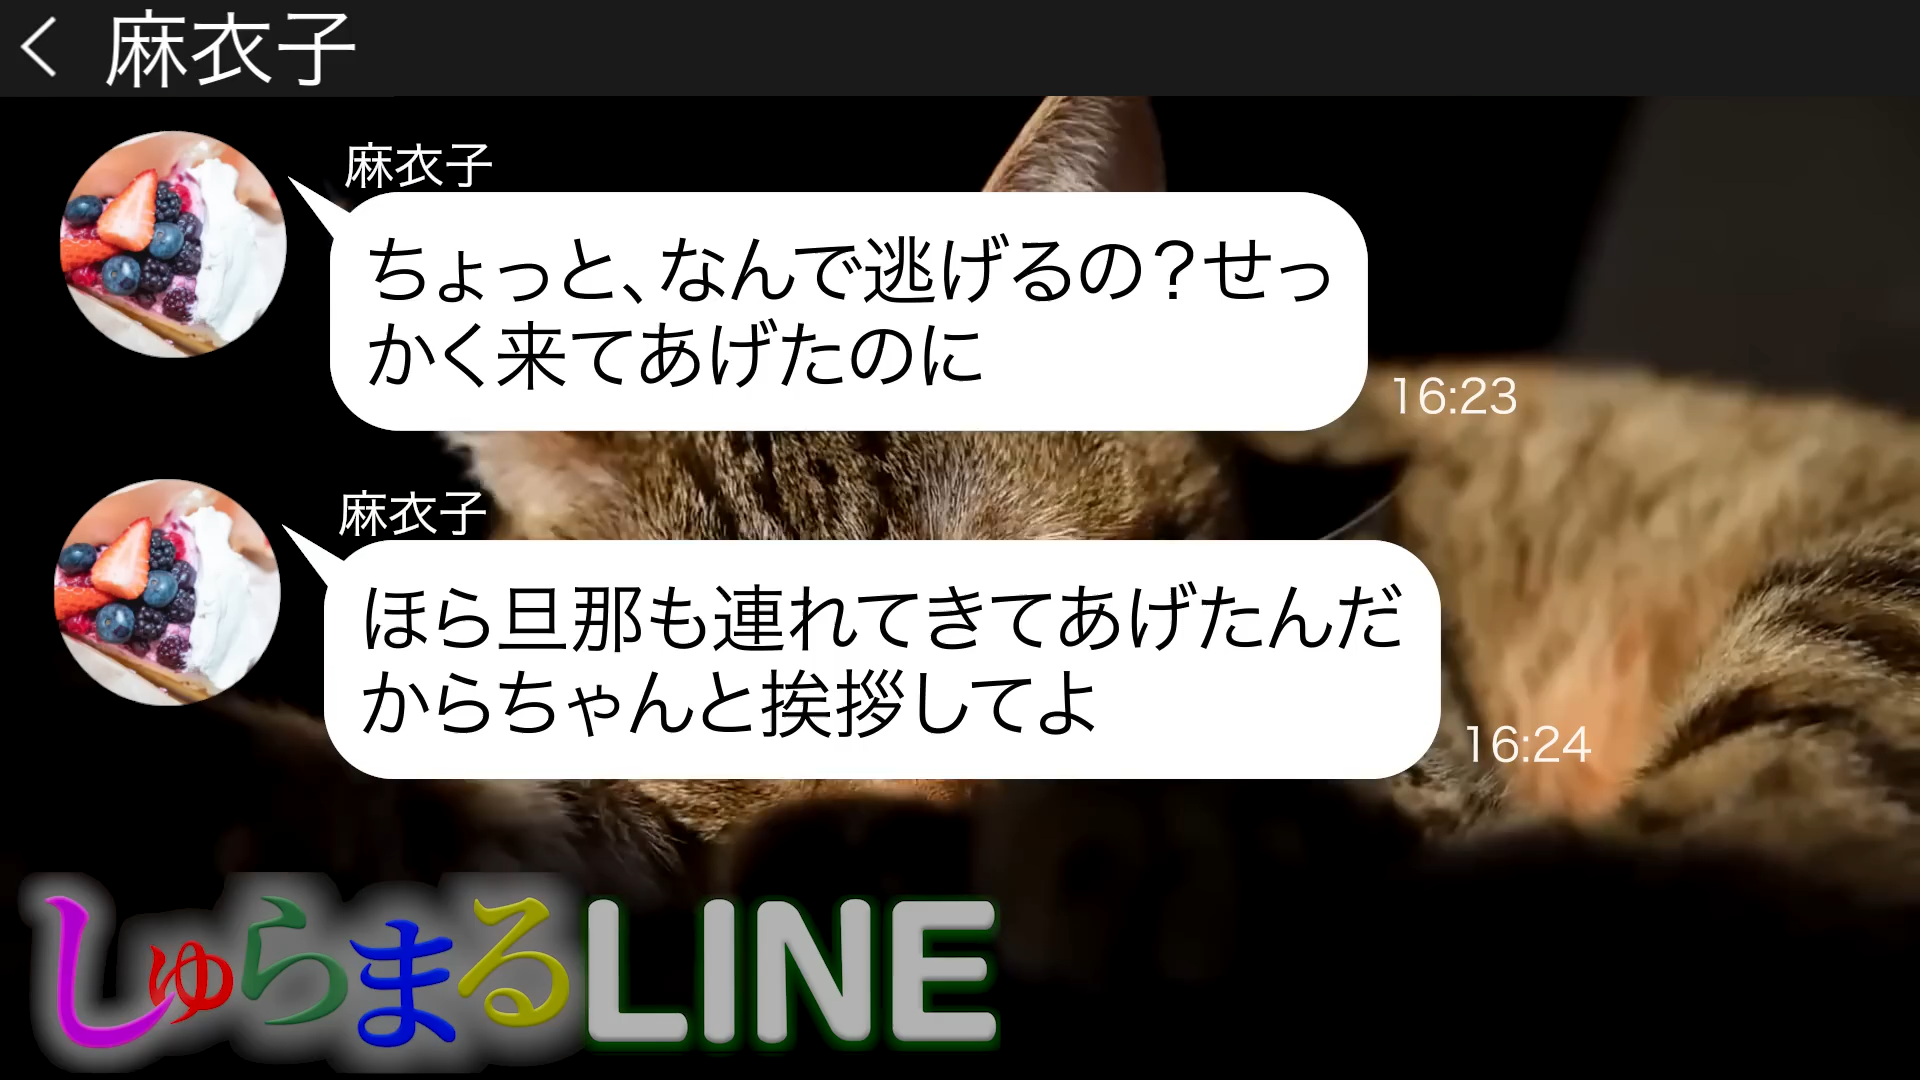 麻衣子
麻衣子
ちょっと、なんで逃げるの？せっ
かく来てあげたのに
16:23
麻衣子
ほら旦那も連れてきてあげたんだ
からちゃんと挨拶してよ
16:24
しゅらまるLINE